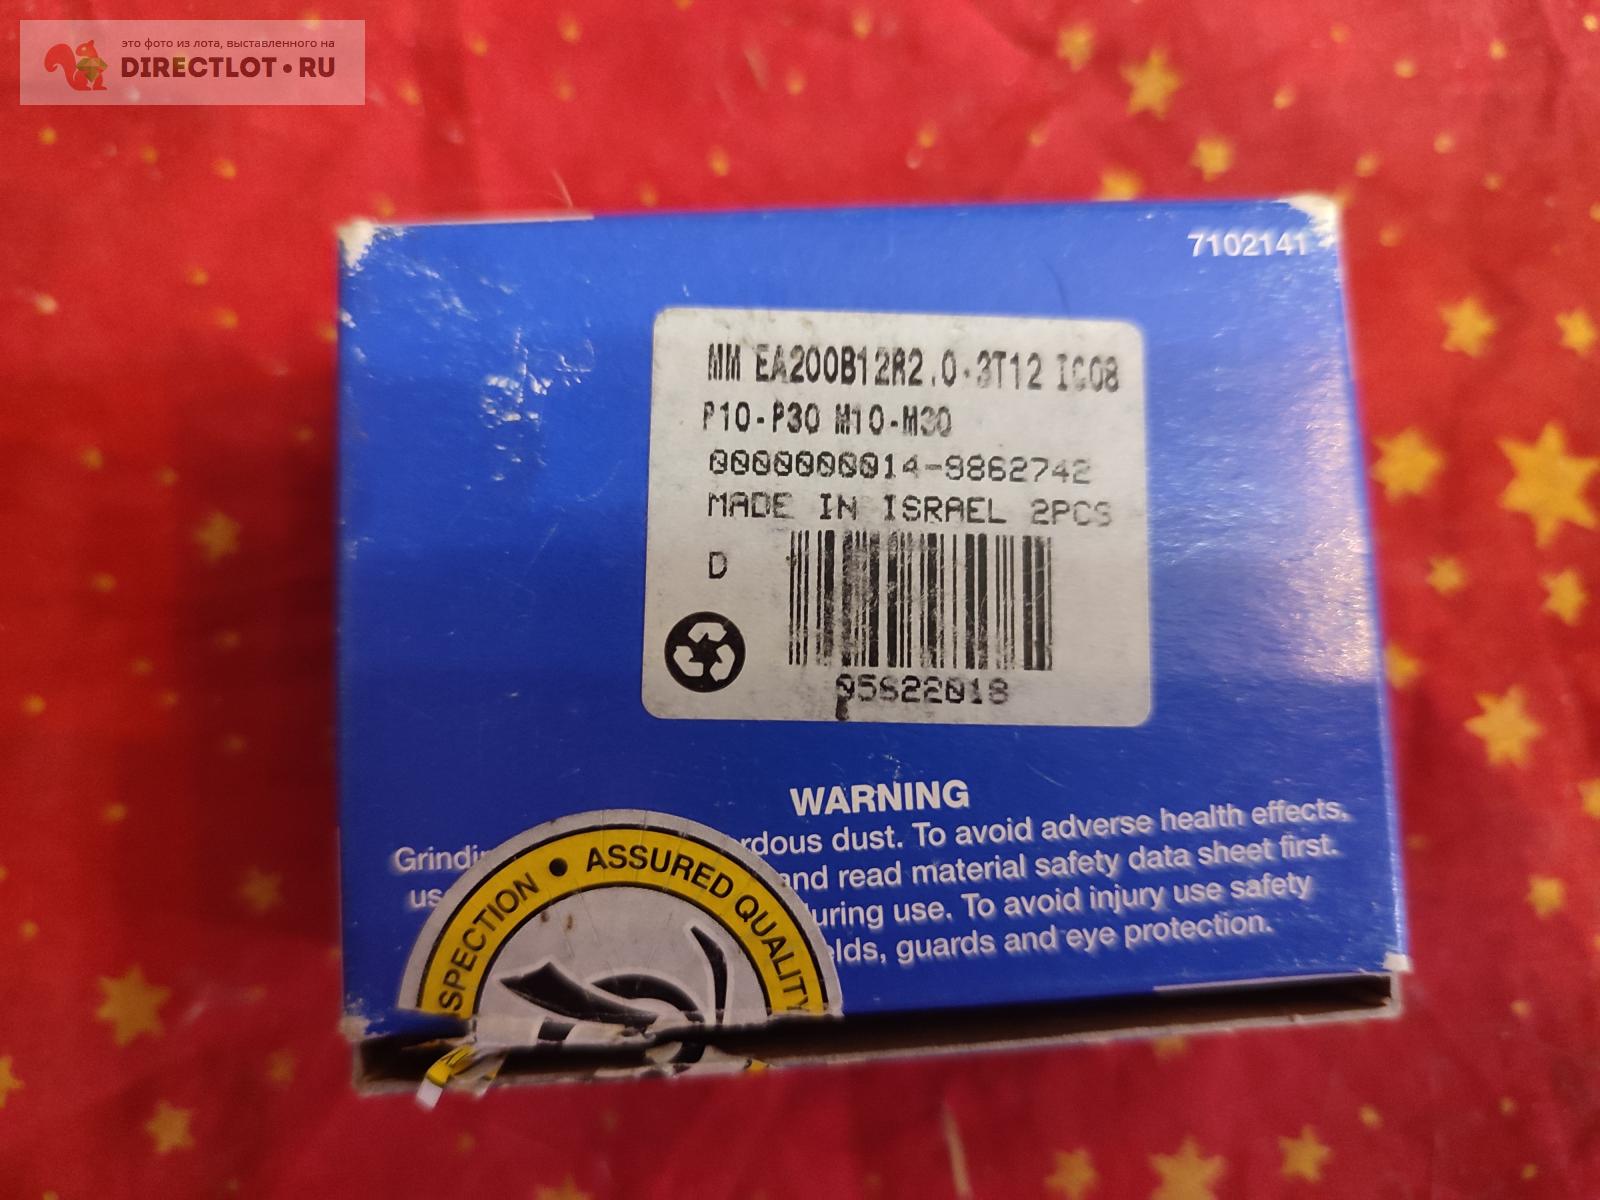 это фото из лота, выставленного на
DIRECTLOT•RU
7102141
MM EA200B12R2.0-3T12 IC08
P10-P30 M10-M30
0000000014-9862742
MADE IN ISRAEL 2PCS
D
05622018
WARNING
rdous dust. To avoid adverse health effects,
and read material safety data sheet first.
use. To avoid injury use safety
guards and eye protection.
SPECTION • ASSURED QUALITY